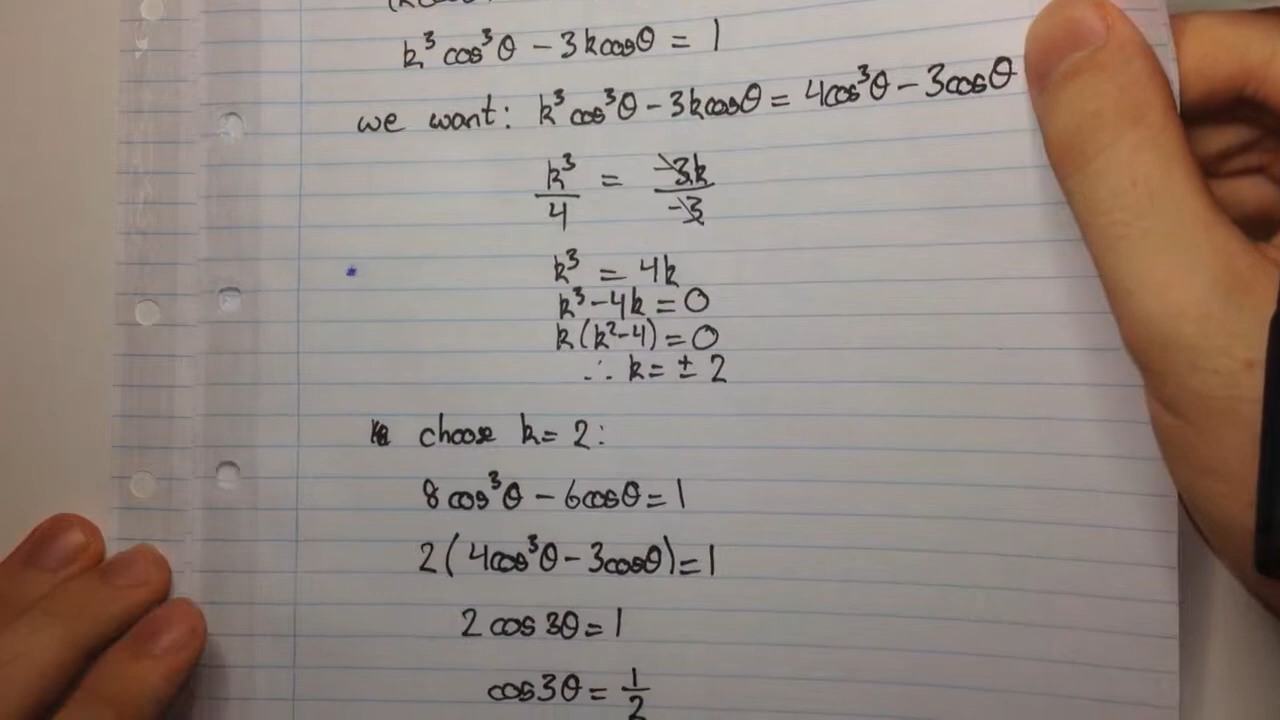 k³cos³θ − 3kcosθ = 1
we want: k³cos³θ − 3kcosθ = 4cos³θ − 3cosθ
k³/4 = −3k/−3
k³ = 4k
k³ − 4k = 0
k(k² − 4) = 0
∴ k = ± 2
choose k = 2:
8cos³θ − 6cosθ = 1
2(4cos³θ − 3cosθ) = 1
2cos3θ = 1
cos3θ = 1/2